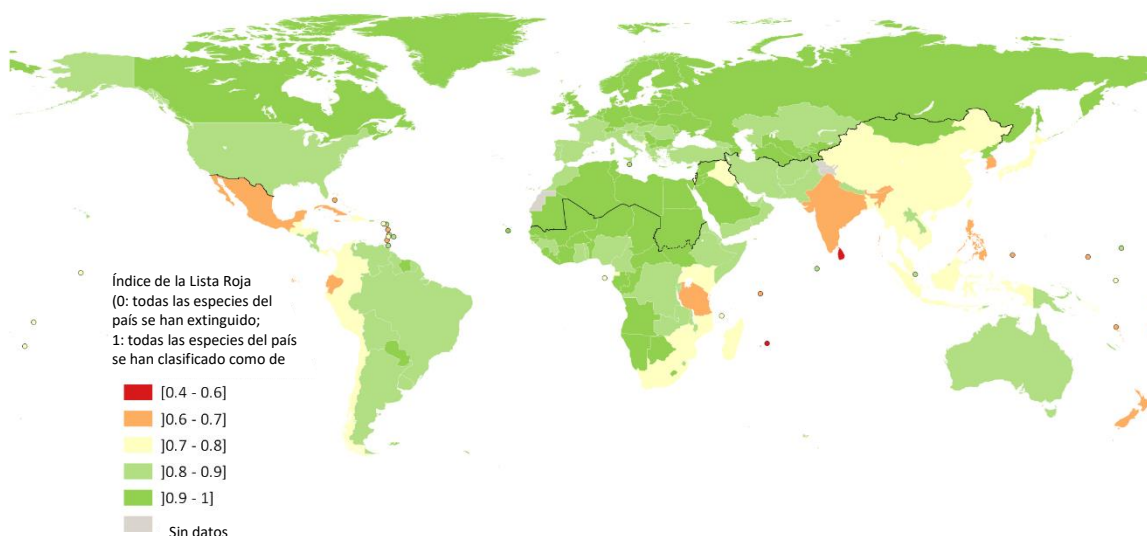 Índice de la Lista Roja
(0: todas las especies del
país se han extinguido;
1: todas las especies del país
se han clasificado como de
]0.4 - 0.6]
]0.6 - 0.7]
]0.7 - 0.8]
]0.8 - 0.9]
]0.9 - 1]
Sin datos